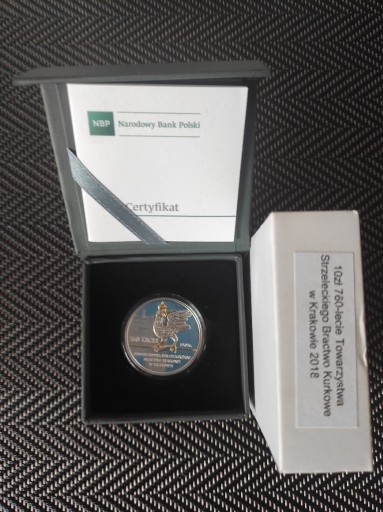 NBP Narodowy Bank Polski
Certyfikat
10zł 760-lecie Towarzystwa
Strzeleckiego Bractwo Kurkowe
w Krakowie 2018